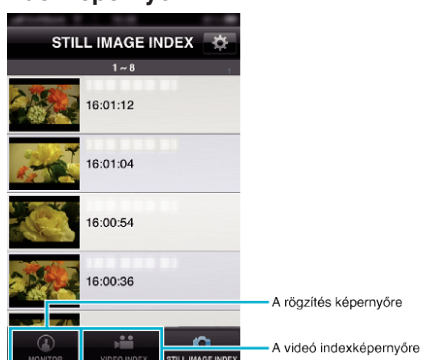 STILL IMAGE INDEX
1 ~ 8
16:01:12
16:01:04
16:00:54
16:00:36
A rögzítés képernyőre
MONITOR
VIDEO INDEX
STILL IMAGE INDEX
A videó indexképernyőre